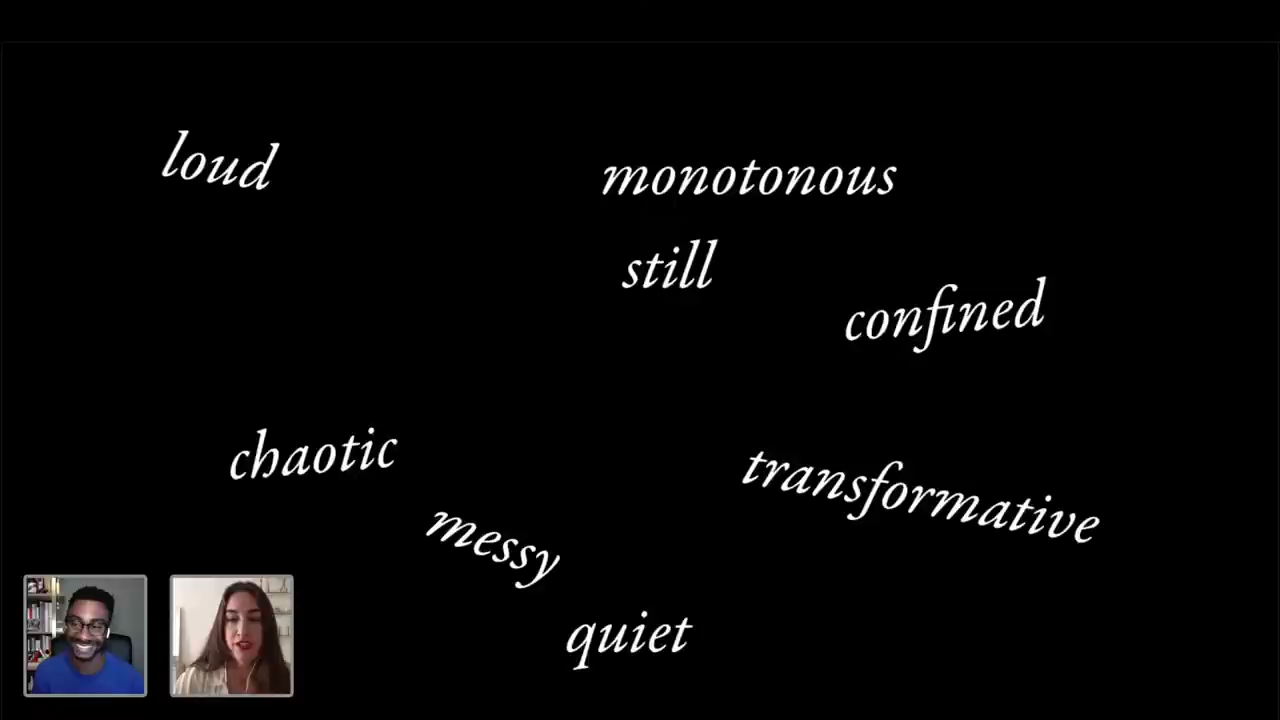 loud
monotonous
still
confined
chaotic
transformative
messy
quiet